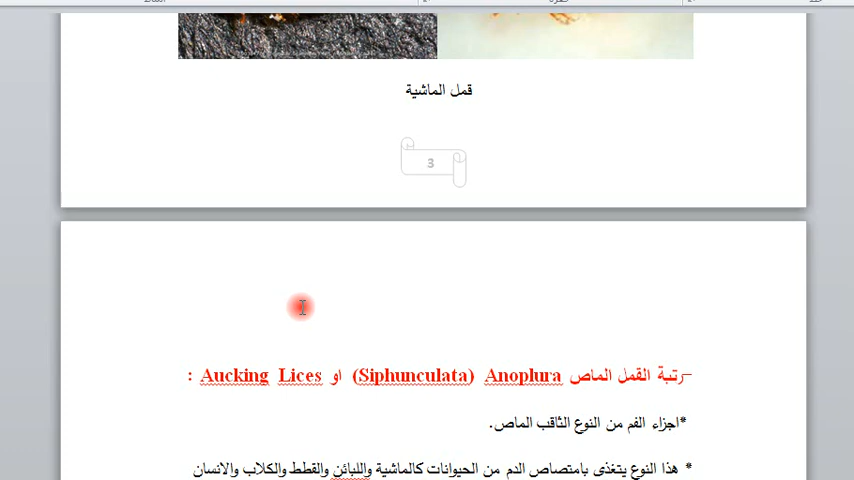 قمل الماشية
3
–رتبة القمل الماص Anoplura (Siphunculata) او Aucking Lices :
*اجزاء الفم من النوع الثاقب الماص.
* هذا النوع يتغذى بامتصاص الدم من الحيوانات كالماشية واللبائن والقطط والكلاب والانسان